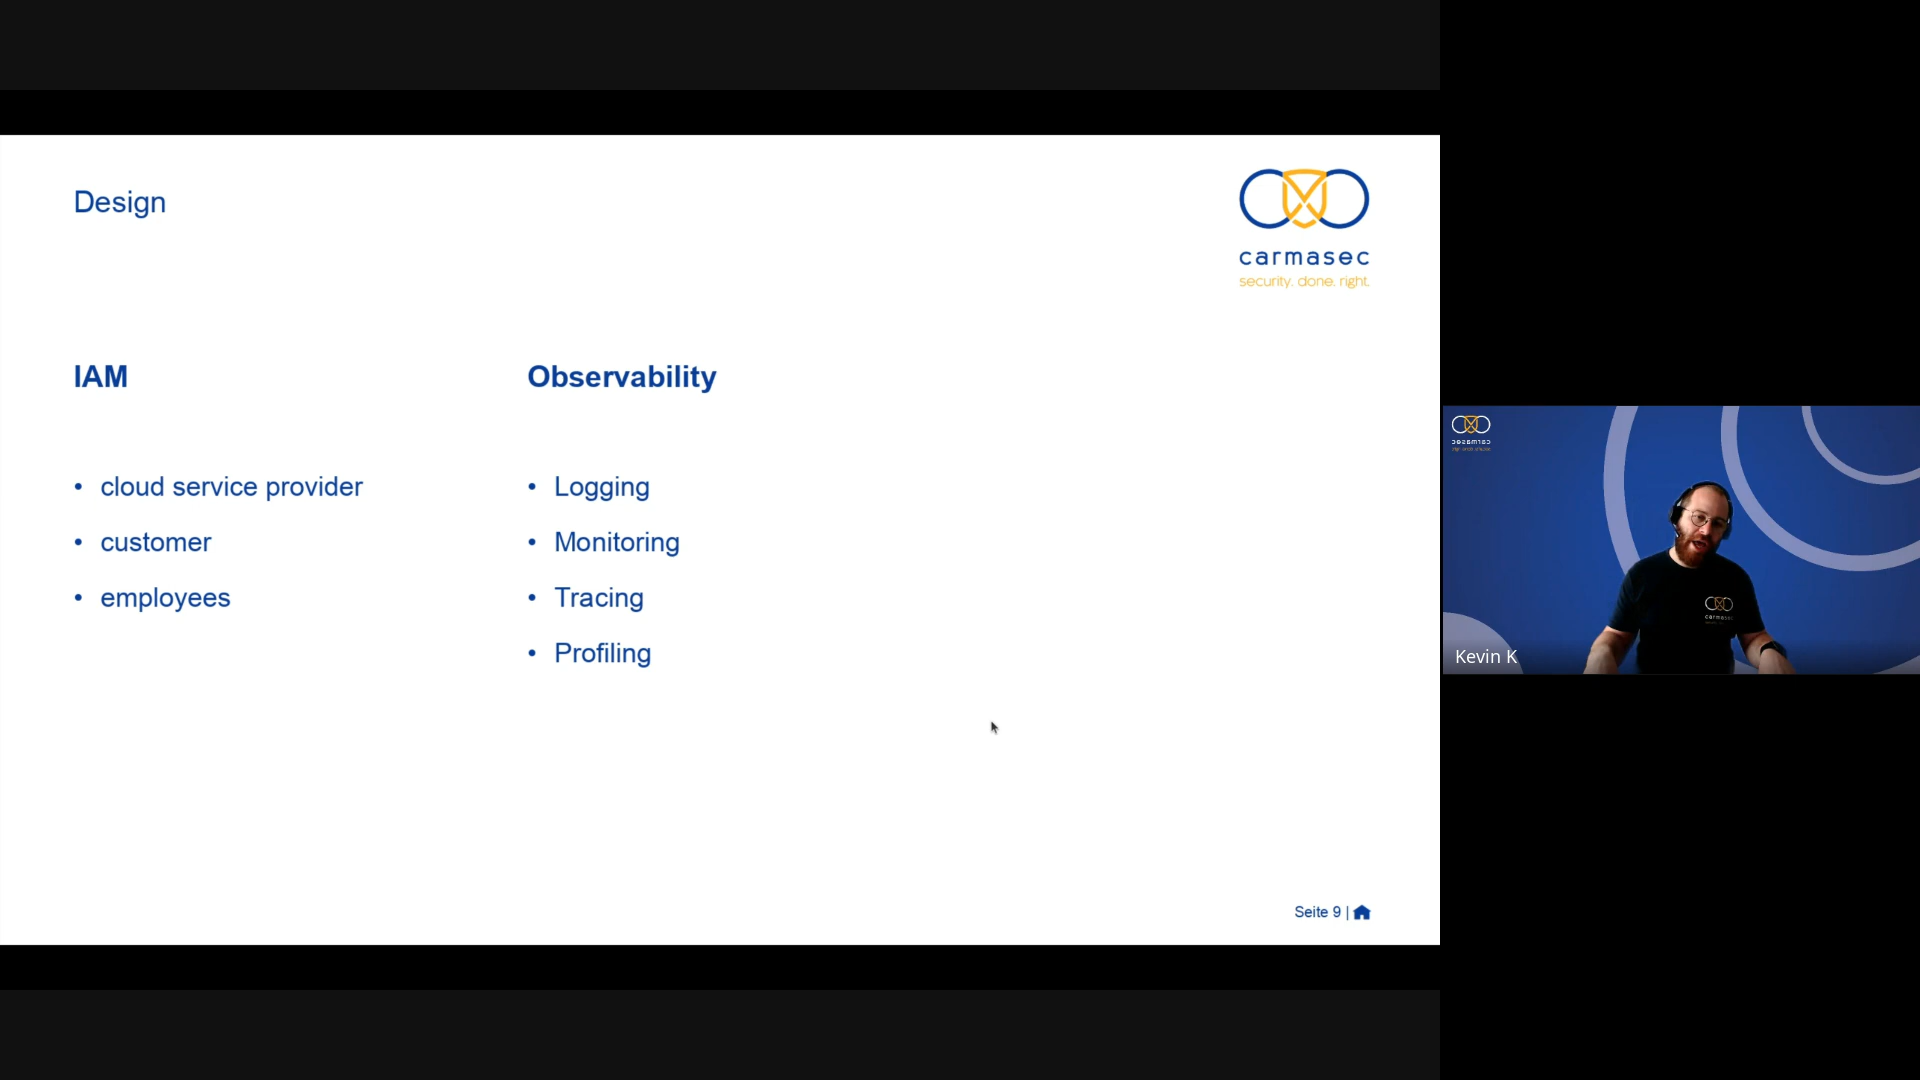 Design
carmasec
security. done. right.
IAM
Observability
• cloud service provider
• customer
• employees
• Logging
• Monitoring
• Tracing
• Profiling
Seite 9 |
carmasec
Kevin K